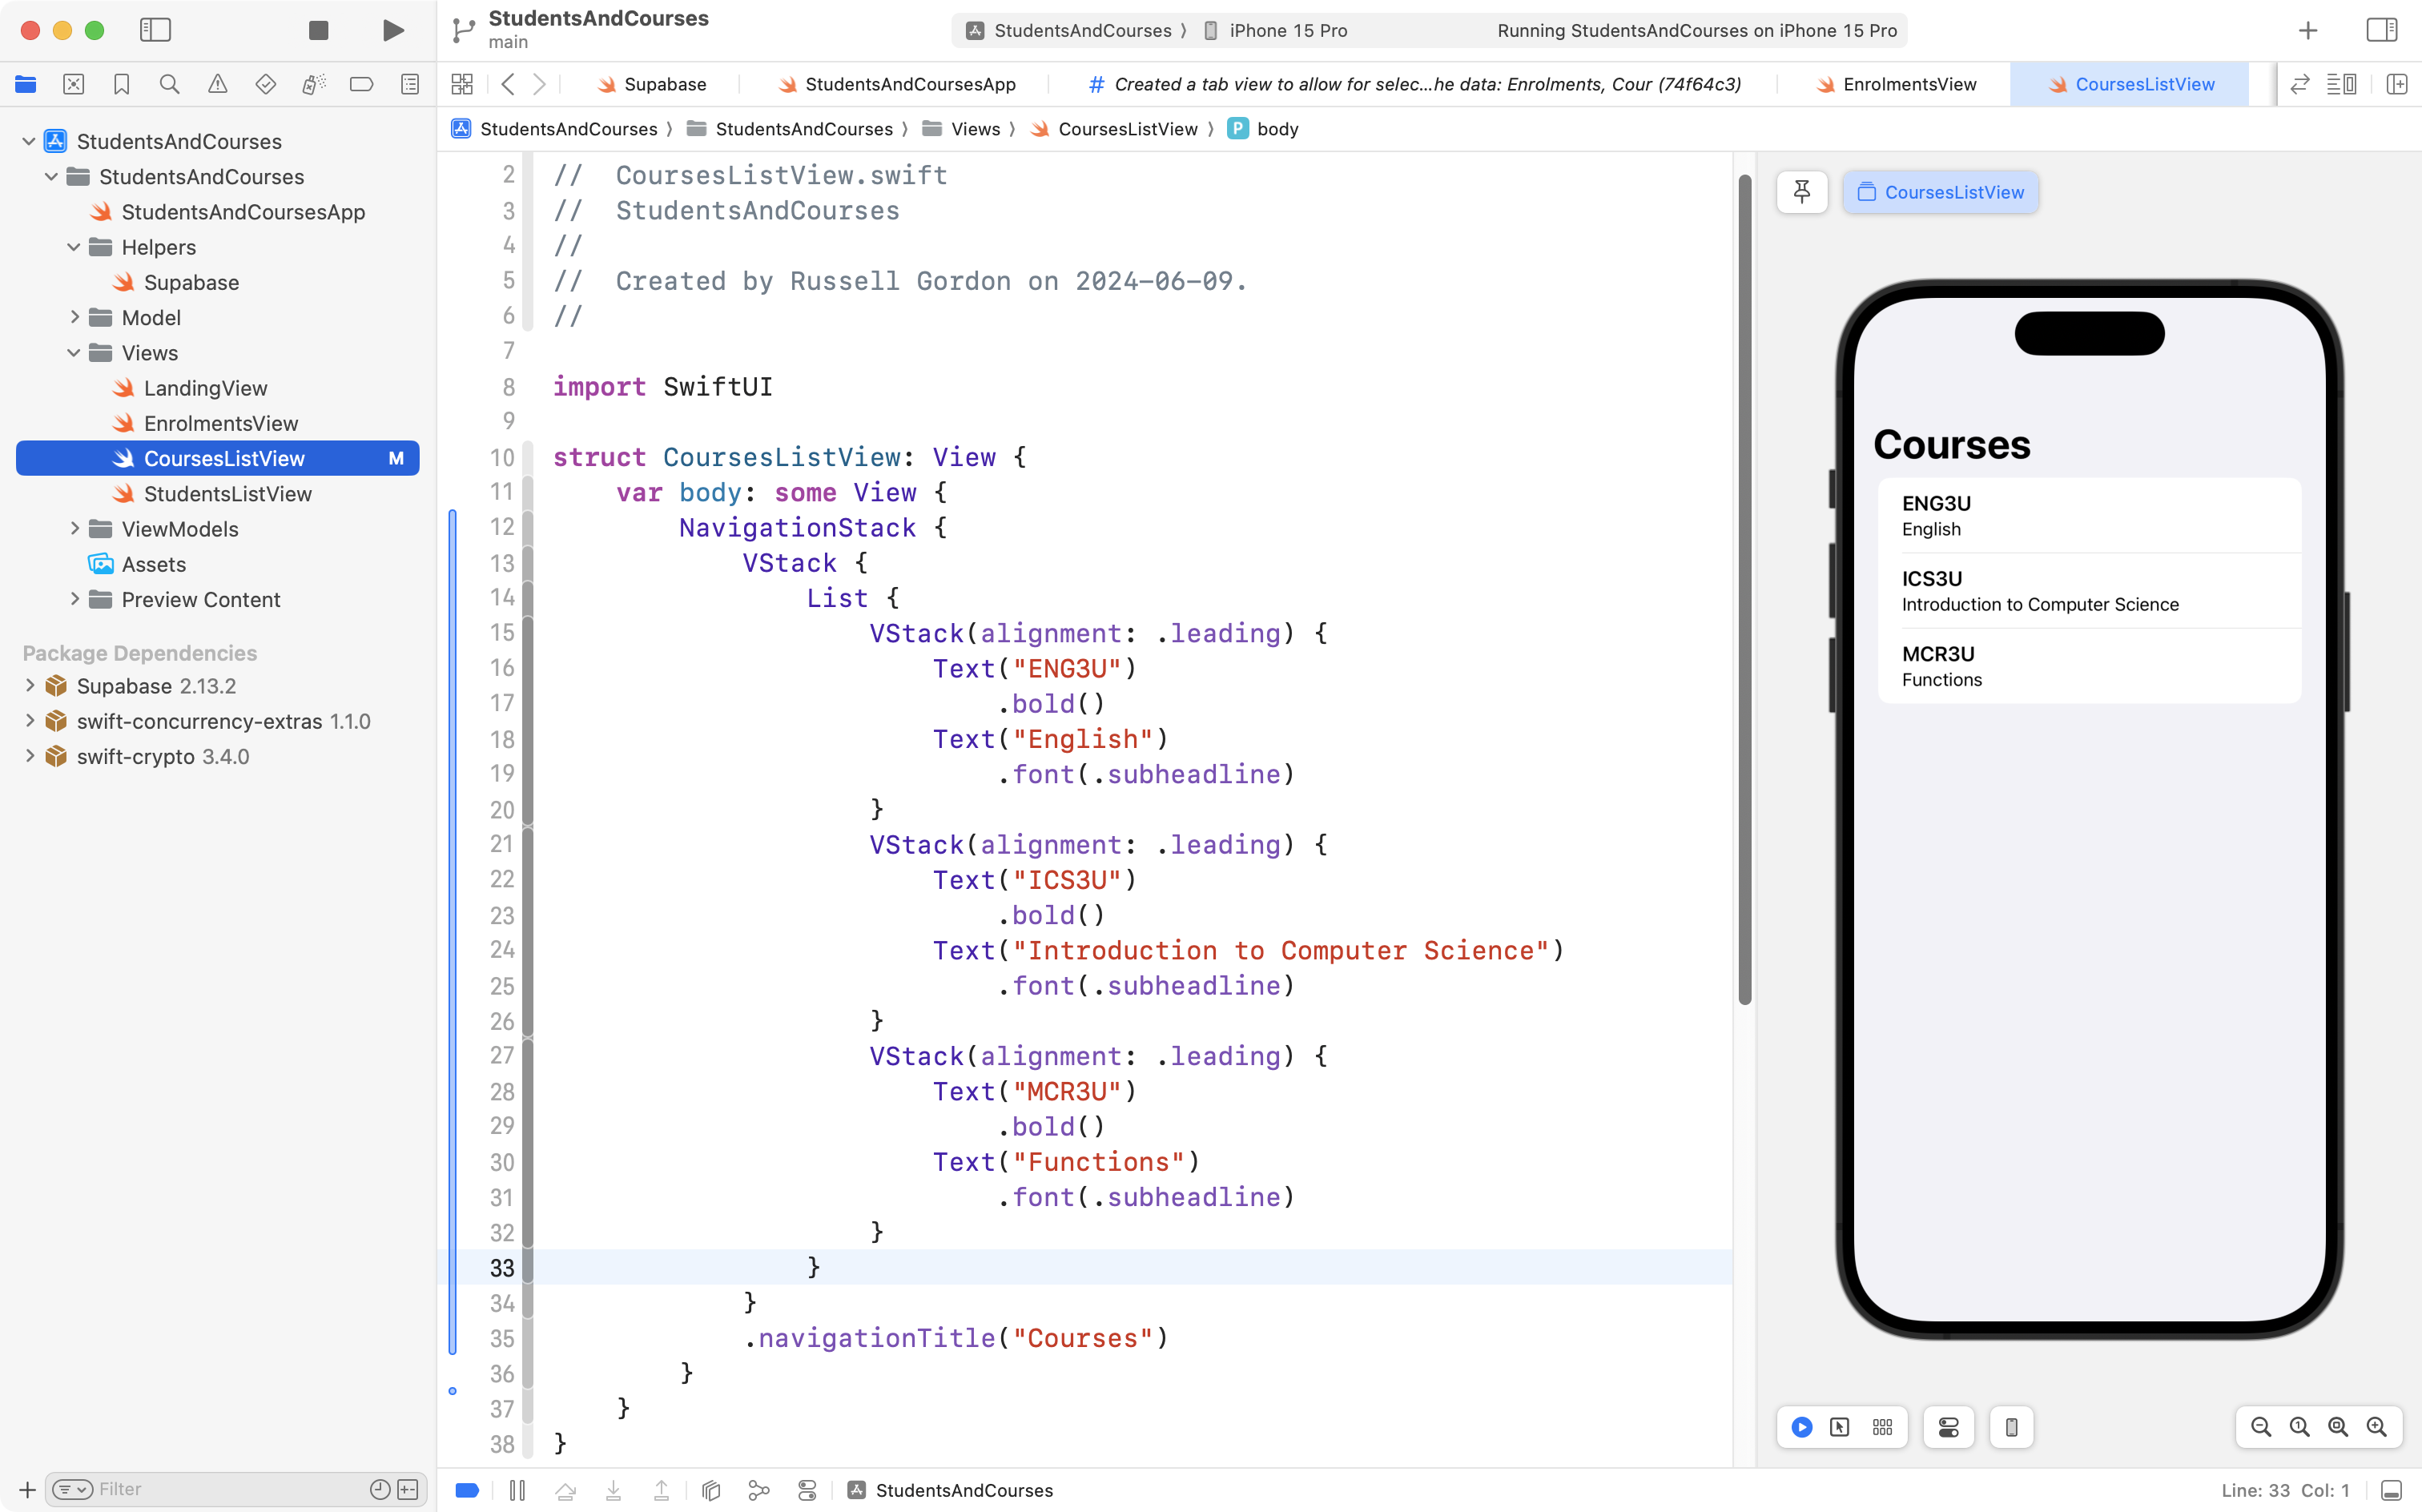 StudentsAndCourses
main
StudentsAndCourses 〉 iPhone 15 Pro
Running StudentsAndCourses on iPhone 15 Pro
Supabase
StudentsAndCoursesApp
# Created a tab view to allow for selec...he data: Enrolments, Cour (74f64c3)
EnrolmentsView
CoursesListView
StudentsAndCourses 〉 StudentsAndCourses 〉 Views 〉 CoursesListView 〉 P body
StudentsAndCourses
StudentsAndCourses
StudentsAndCoursesApp
Helpers
Supabase
Model
Views
LandingView
EnrolmentsView
CoursesListView M
StudentsListView
ViewModels
Assets
Preview Content
Package Dependencies
Supabase 2.13.2
swift-concurrency-extras 1.1.0
swift-crypto 3.4.0
Filter
2 //  CoursesListView.swift
3 //  StudentsAndCourses
4 //
5 //  Created by Russell Gordon on 2024-06-09.
6 //
7
8 import SwiftUI
9
10 struct CoursesListView: View {
11     var body: some View {
12         NavigationStack {
13             VStack {
14                 List {
15                     VStack(alignment: .leading) {
16                         Text("ENG3U")
17                             .bold()
18                         Text("English")
19                             .font(.subheadline)
20                     }
21                     VStack(alignment: .leading) {
22                         Text("ICS3U")
23                             .bold()
24                         Text("Introduction to Computer Science")
25                             .font(.subheadline)
26                     }
27                     VStack(alignment: .leading) {
28                         Text("MCR3U")
29                             .bold()
30                         Text("Functions")
31                             .font(.subheadline)
32                     }
33                 }
34             }
35             .navigationTitle("Courses")
36         }
37     }
38 }
CoursesListView
Courses
ENG3U
English
ICS3U
Introduction to Computer Science
MCR3U
Functions
StudentsAndCourses
Line: 33 Col: 1